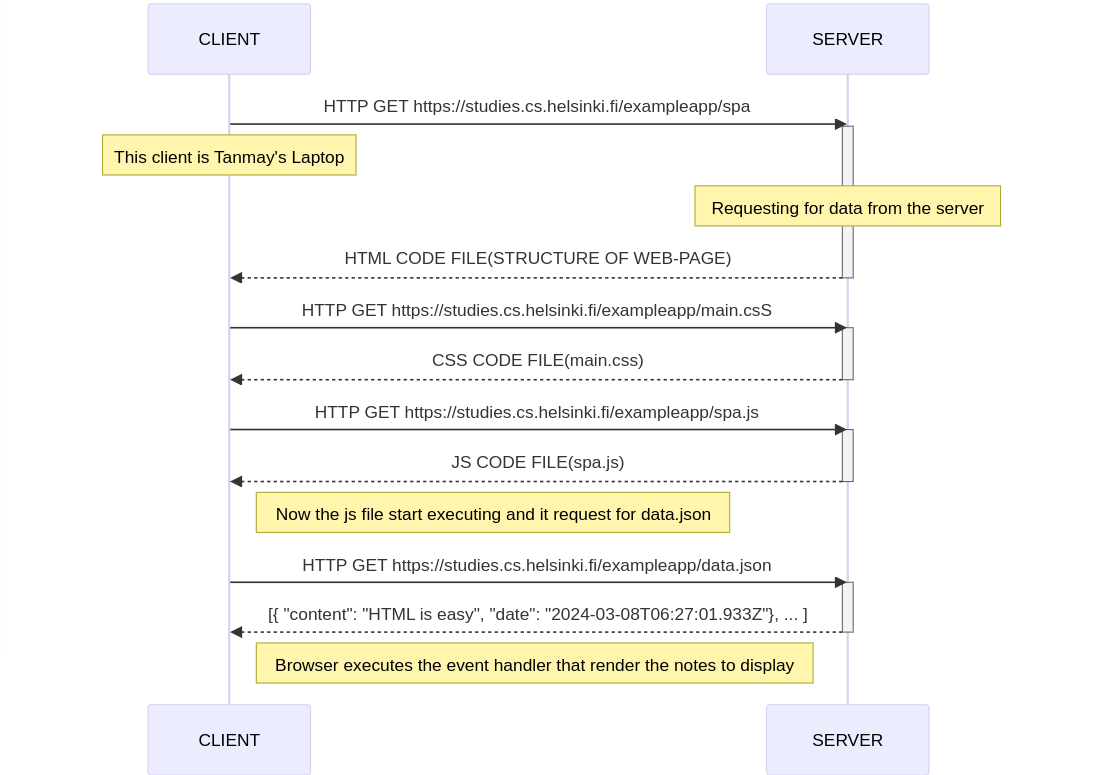 CLIENT
SERVER
HTTP GET https://studies.cs.helsinki.fi/exampleapp/spa
This client is Tanmay's Laptop
Requesting for data from the server
HTML CODE FILE(STRUCTURE OF WEB-PAGE)
HTTP GET https://studies.cs.helsinki.fi/exampleapp/main.csS
CSS CODE FILE(main.css)
HTTP GET https://studies.cs.helsinki.fi/exampleapp/spa.js
JS CODE FILE(spa.js)
Now the js file start executing and it request for data.json
HTTP GET https://studies.cs.helsinki.fi/exampleapp/data.json
[{ "content": "HTML is easy", "date": "2024-03-08T06:27:01.933Z"}, ... ]
Browser executes the event handler that render the notes to display
CLIENT
SERVER